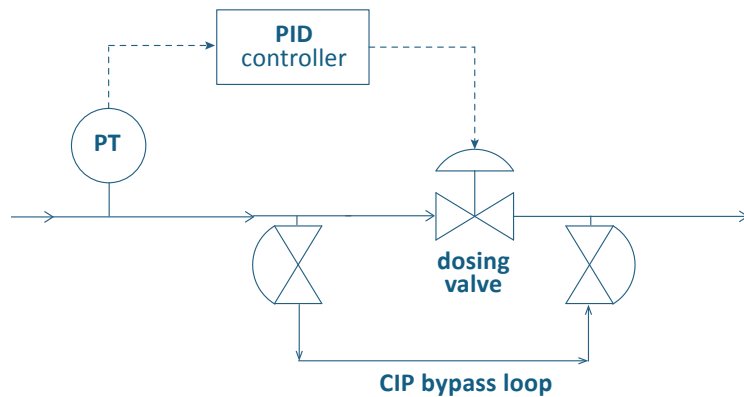 PID
controller
PT
dosing
valve
CIP bypass loop